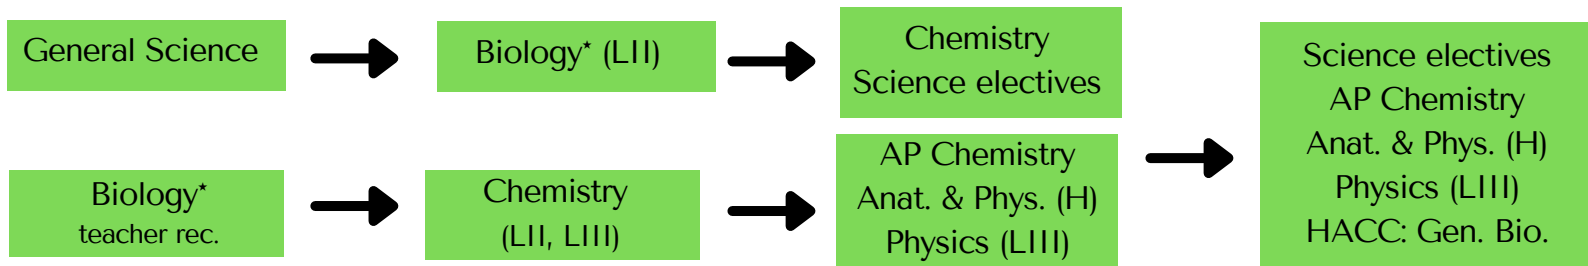 General Science
Biology* (LII)
Chemistry
Science electives
Biology*
teacher rec.
Chemistry
(LII, LIII)
AP Chemistry
Anat. & Phys. (H)
Physics (LIII)
Science electives
AP Chemistry
Anat. & Phys. (H)
Physics (LIII)
HACC: Gen. Bio.